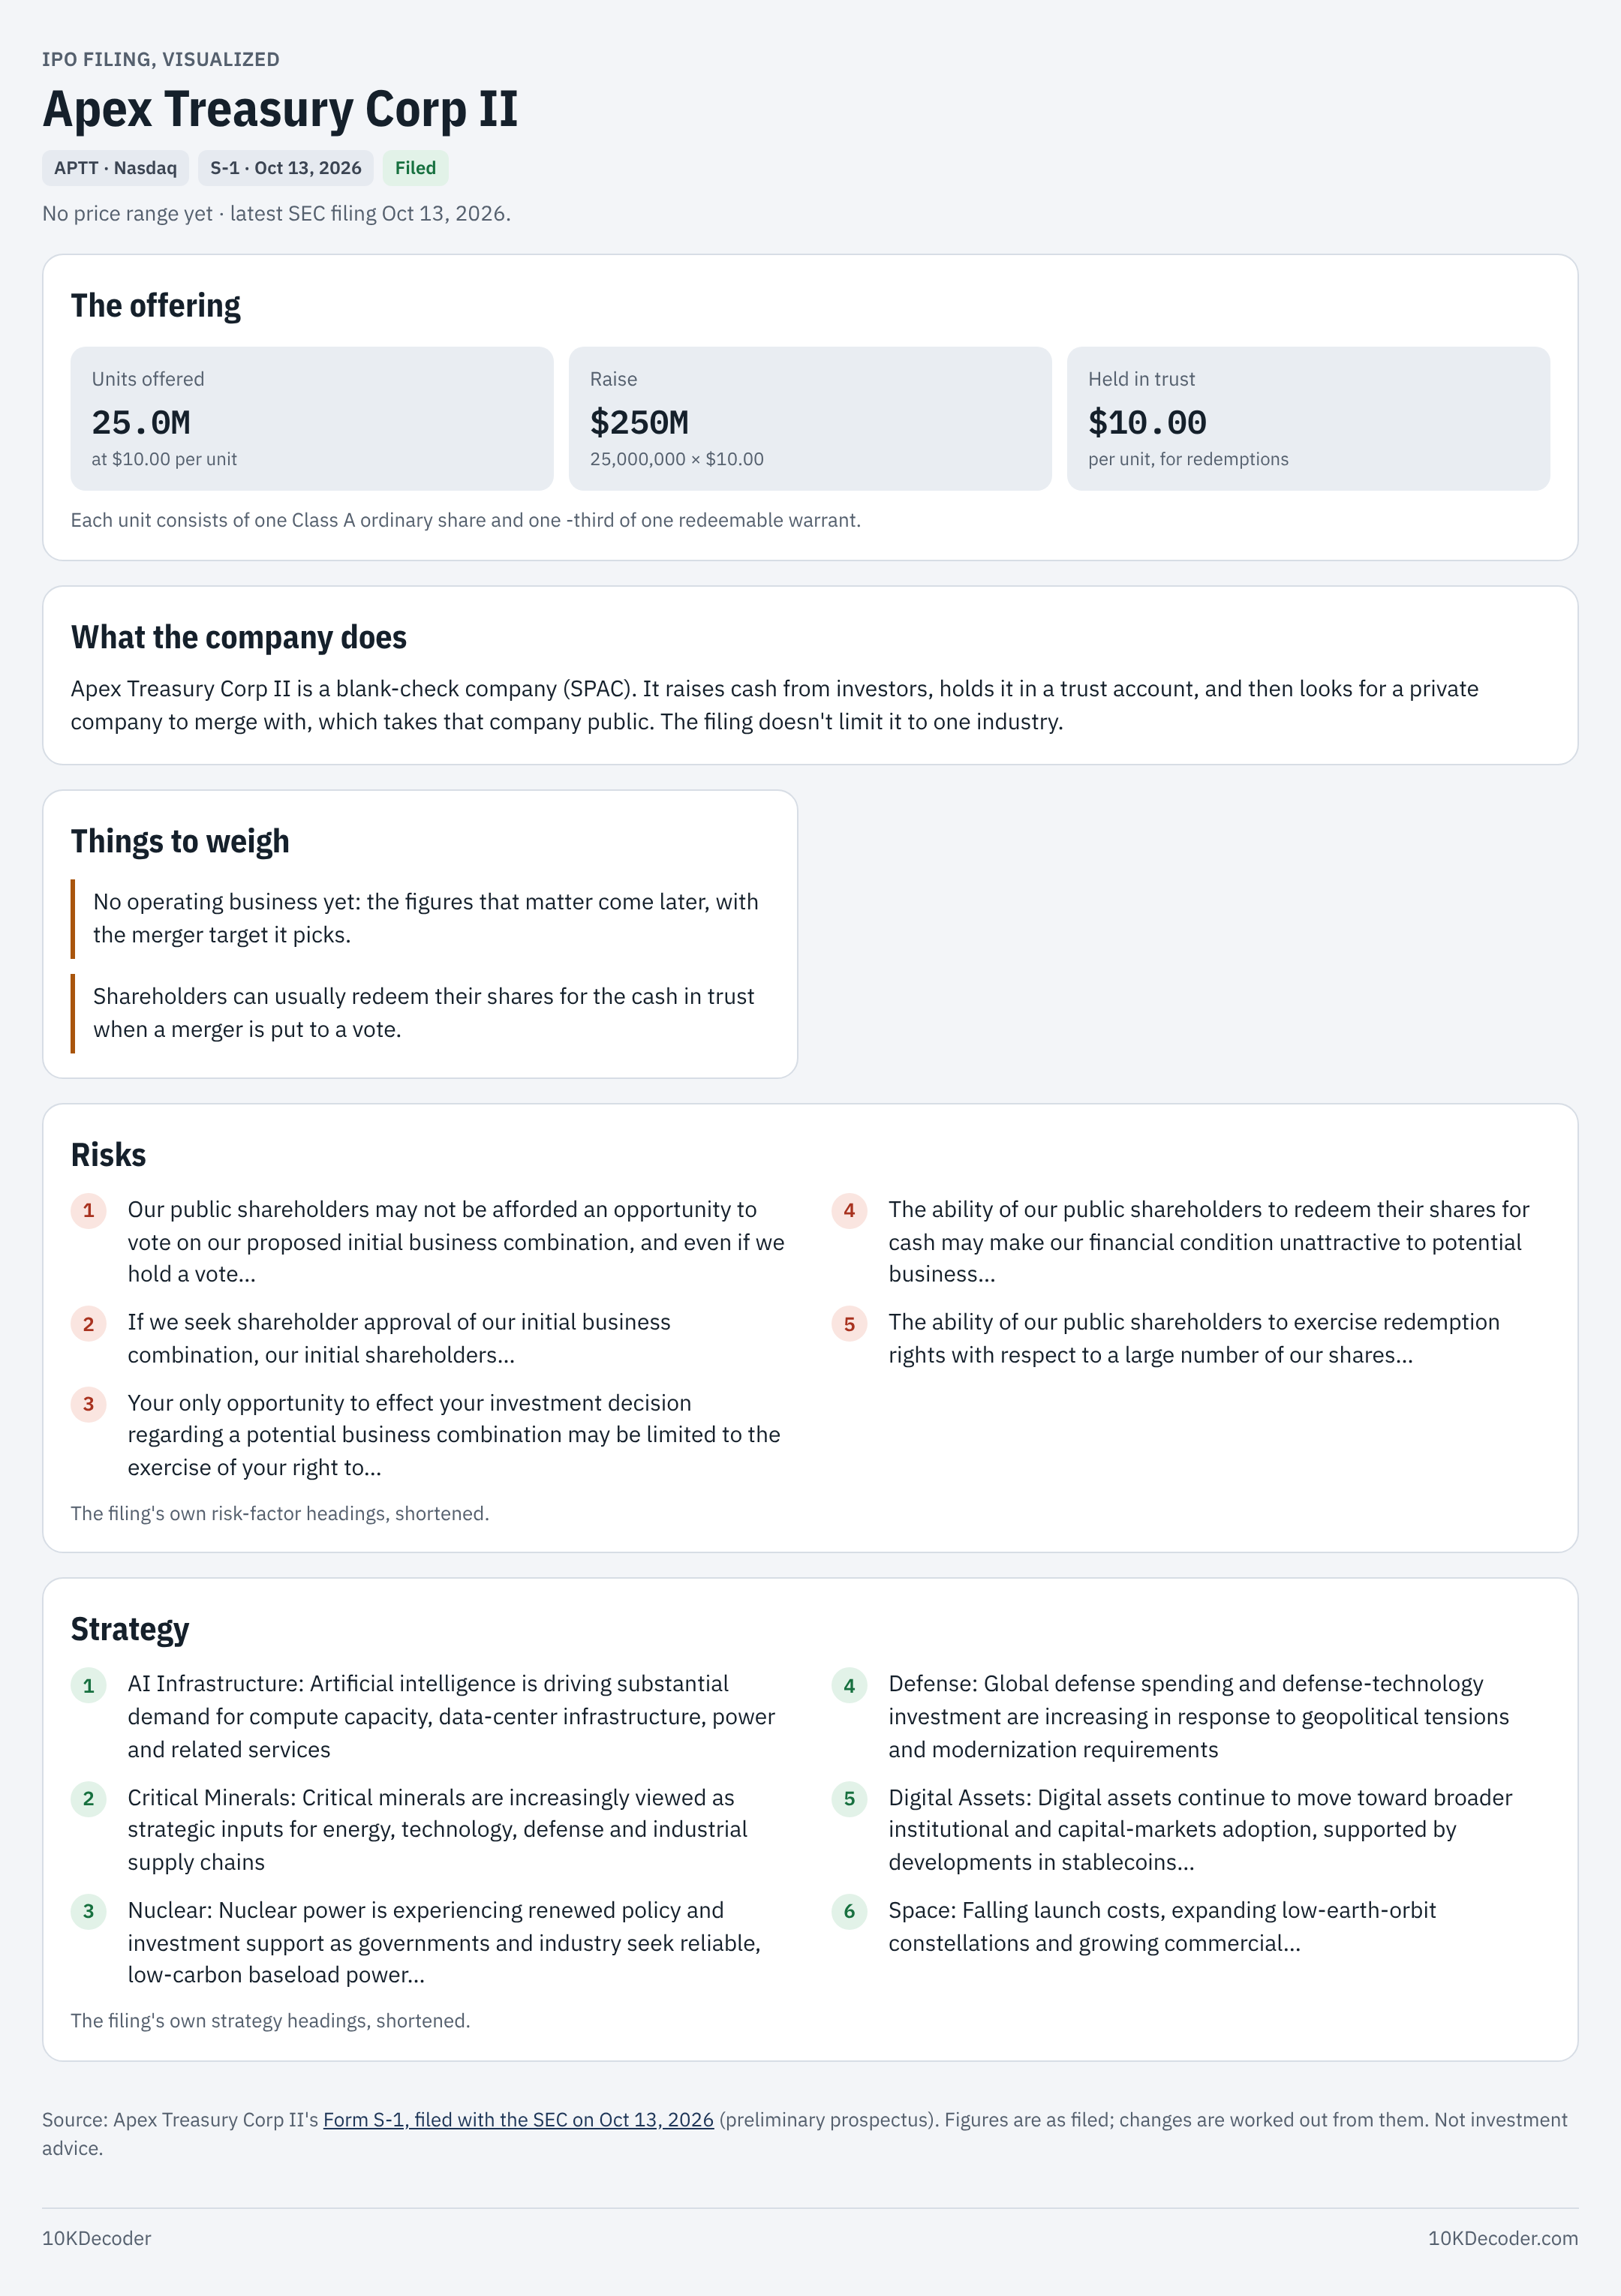 IPO FILING, VISUALIZED
Apex Treasury Corp II
APTT · Nasdaq
S-1 · Oct 13, 2026
Filed
No price range yet · latest SEC filing Oct 13, 2026.
The offering
Units offered
25.0M
at $10.00 per unit
Raise
$250M
25,000,000 × $10.00
Held in trust
$10.00
per unit, for redemptions
Each unit consists of one Class A ordinary share and one -third of one redeemable warrant.
What the company does
Apex Treasury Corp II is a blank-check company (SPAC). It raises cash from investors, holds it in a trust account, and then looks for a private
company to merge with, which takes that company public. The filing doesn't limit it to one industry.
Things to weigh
No operating business yet: the figures that matter come later, with
the merger target it picks.
Shareholders can usually redeem their shares for the cash in trust
when a merger is put to a vote.
Risks
1
Our public shareholders may not be afforded an opportunity to
vote on our proposed initial business combination, and even if we
hold a vote...
2
If we seek shareholder approval of our initial business
combination, our initial shareholders...
3
Your only opportunity to effect your investment decision
regarding a potential business combination may be limited to the
exercise of your right to...
4
The ability of our public shareholders to redeem their shares for
cash may make our financial condition unattractive to potential
business...
5
The ability of our public shareholders to exercise redemption
rights with respect to a large number of our shares...
The filing's own risk-factor headings, shortened.
Strategy
1
AI Infrastructure: Artificial intelligence is driving substantial
demand for compute capacity, data-center infrastructure, power
and related services
2
Critical Minerals: Critical minerals are increasingly viewed as
strategic inputs for energy, technology, defense and industrial
supply chains
3
Nuclear: Nuclear power is experiencing renewed policy and
investment support as governments and industry seek reliable,
low-carbon baseload power...
4
Defense: Global defense spending and defense-technology
investment are increasing in response to geopolitical tensions
and modernization requirements
5
Digital Assets: Digital assets continue to move toward broader
institutional and capital-markets adoption, supported by
developments in stablecoins...
6
Space: Falling launch costs, expanding low-earth-orbit
constellations and growing commercial...
The filing's own strategy headings, shortened.
Source: Apex Treasury Corp II's Form S-1, filed with the SEC on Oct 13, 2026 (preliminary prospectus). Figures are as filed; changes are worked out from them. Not investment
advice.
10KDecoder
10KDecoder.com